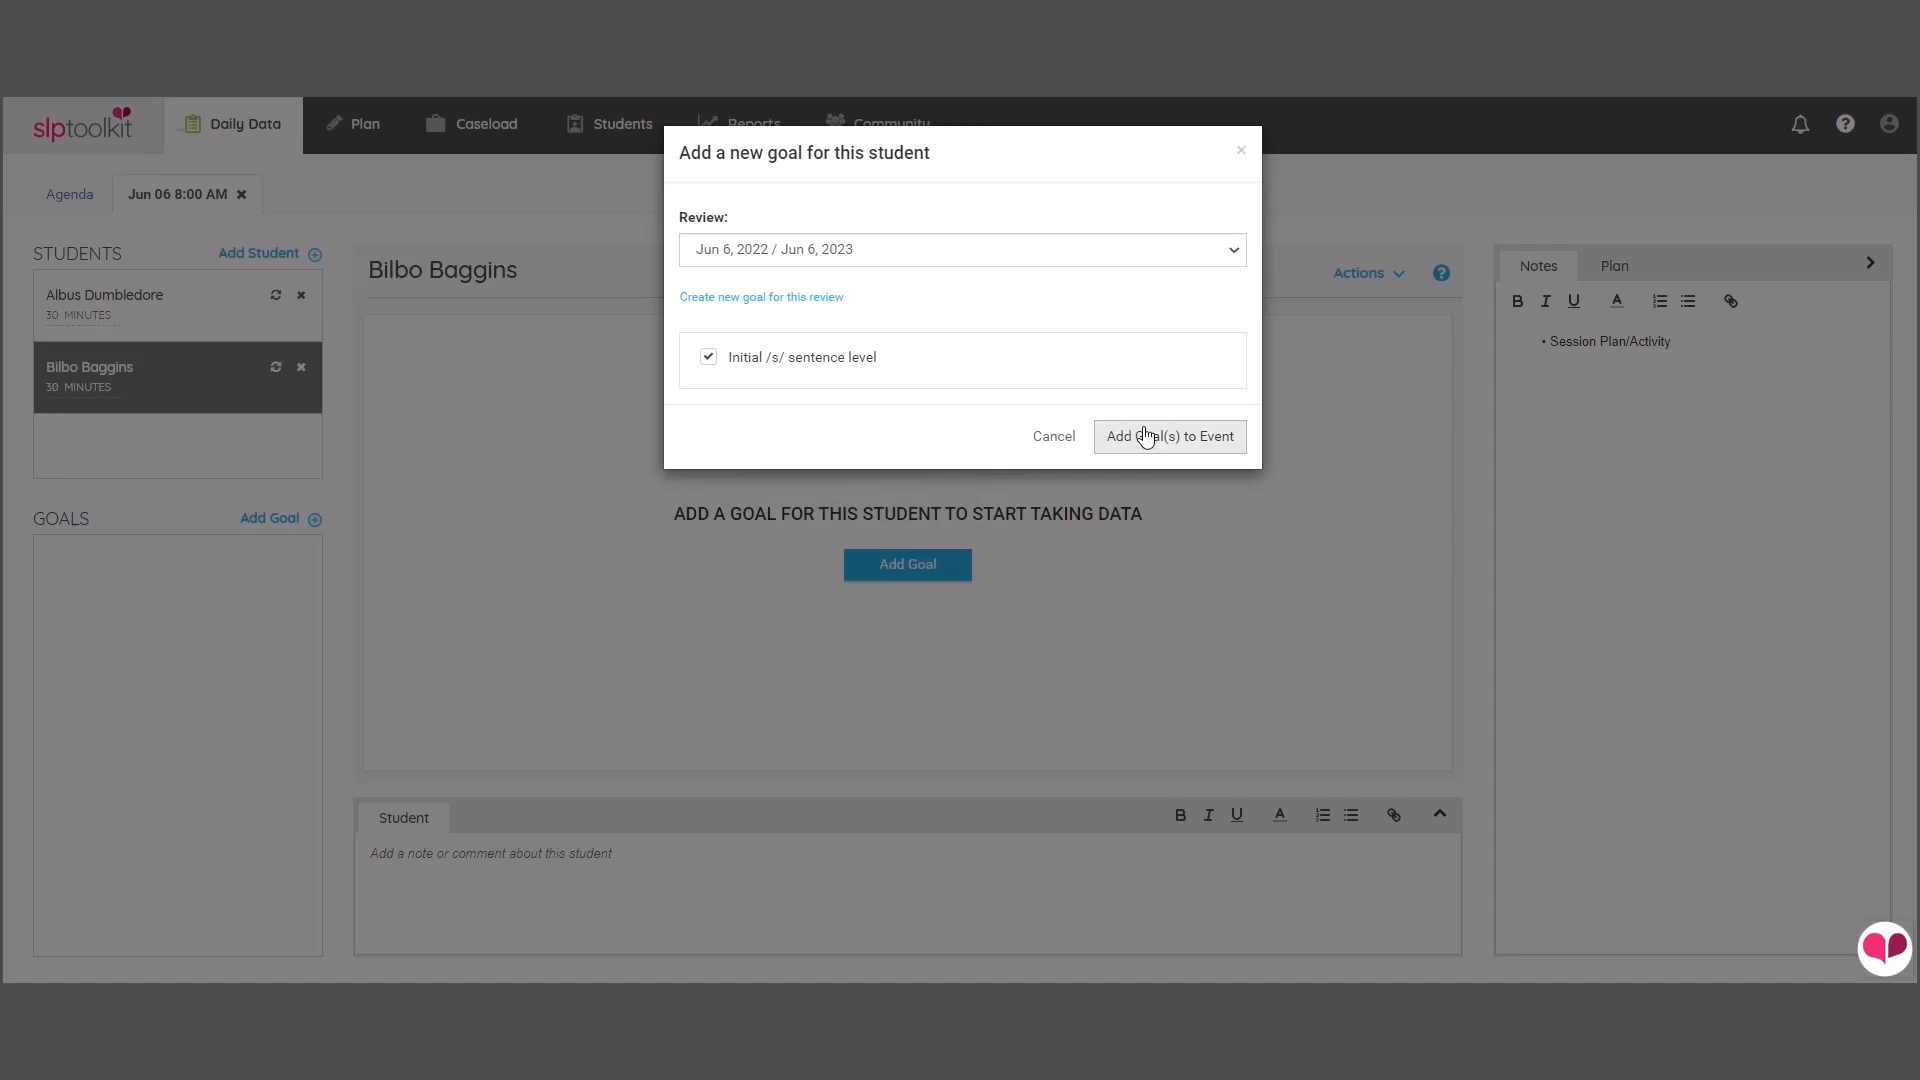 slptoolkit
Daily Data
Plan
Caseload
Students
Reports
Community
Agenda
Jun 06 8:00 AM
STUDENTS
Add Student
Albus Dumbledore
30 MINUTES
Bilbo Baggins
30 MINUTES
GOALS
Add Goal
Bilbo Baggins
Actions
Add a new goal for this student
Review:
Jun 6, 2022 / Jun 6, 2023
Create new goal for this review
Initial /s/ sentence level
Cancel
Add Goal(s) to Event
ADD A GOAL FOR THIS STUDENT TO START TAKING DATA
Add Goal
Student
B I U A
Add a note or comment about this student
Notes
Plan
B I U A
• Session Plan/Activity